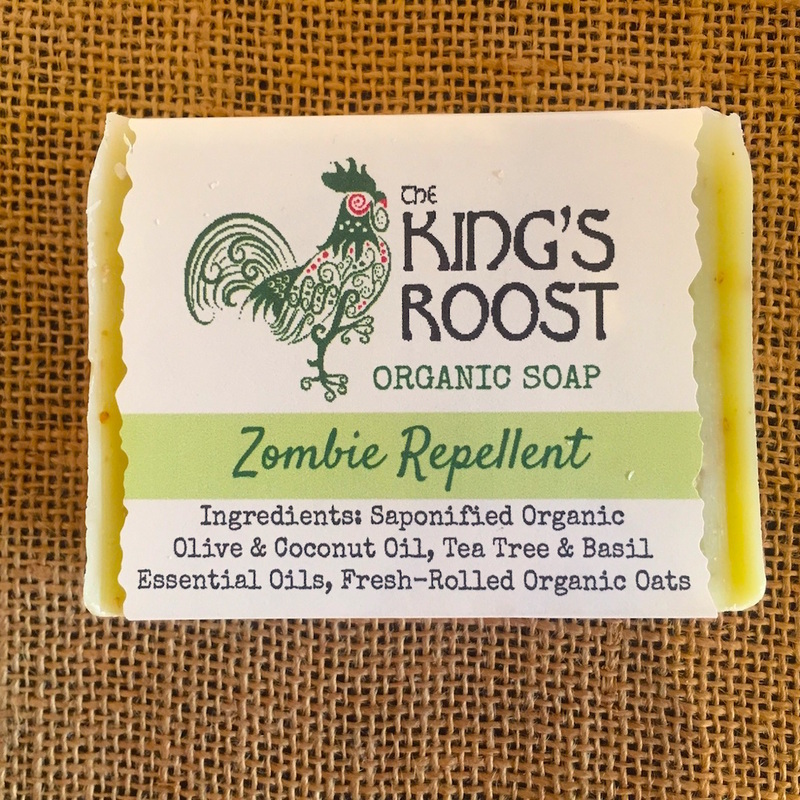 THE
KING'S
ROOST
ORGANIC SOAP
Zombie Repellent
Ingredients: Saponified Organic
Olive & Coconut Oil, Tea Tree & Basil
Essential Oils, Fresh-Rolled Organic Oats